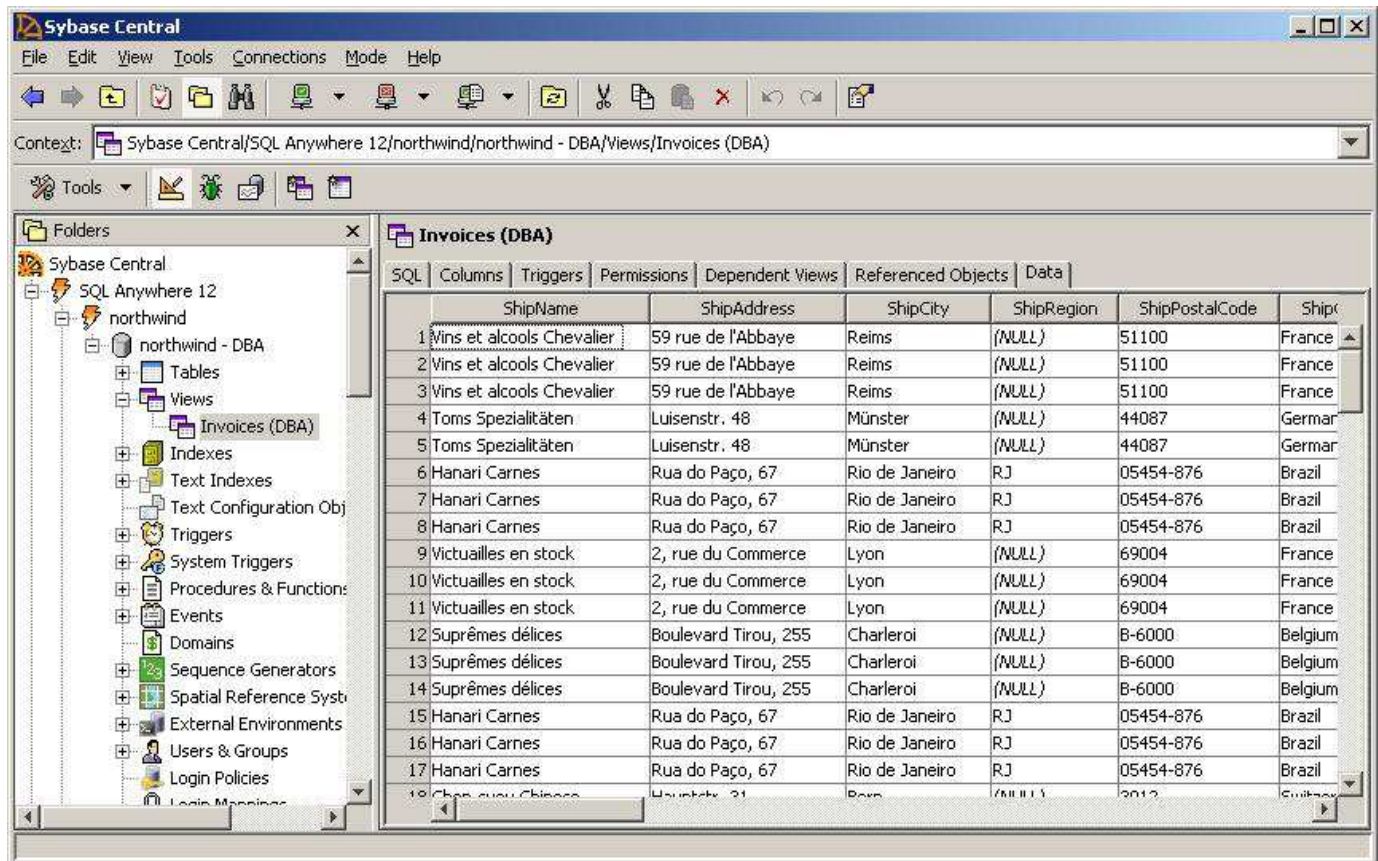 Sybase Central
File Edit View Tools Connections Mode Help
Context: Sybase Central/SQL Anywhere 12/northwind/northwind - DBA/Views/Invoices (DBA)
Tools
Folders
Sybase Central
SQL Anywhere 12
northwind
northwind - DBA
Tables
Views
Invoices (DBA)
Indexes
Text Indexes
Text Configuration Obj
Triggers
System Triggers
Procedures & Functions
Events
Domains
Sequence Generators
Spatial Reference Syst
External Environments
Users & Groups
Login Policies
Login Mappings
Invoices (DBA)
SQL Columns Triggers Permissions Dependent Views Referenced Objects Data
ShipName ShipAddress ShipCity ShipRegion ShipPostalCode Ship
1 Vins et alcools Chevalier 59 rue de l'Abbaye Reims (NULL) 51100 France
2 Vins et alcools Chevalier 59 rue de l'Abbaye Reims (NULL) 51100 France
3 Vins et alcools Chevalier 59 rue de l'Abbaye Reims (NULL) 51100 France
4 Toms Spezialitäten Luisenstr. 48 Münster (NULL) 44087 German
5 Toms Spezialitäten Luisenstr. 48 Münster (NULL) 44087 German
6 Hanari Carnes Rua do Paço, 67 Rio de Janeiro RJ 05454-876 Brazil
7 Hanari Carnes Rua do Paço, 67 Rio de Janeiro RJ 05454-876 Brazil
8 Hanari Carnes Rua do Paço, 67 Rio de Janeiro RJ 05454-876 Brazil
9 Victuailles en stock 2, rue du Commerce Lyon (NULL) 69004 France
10 Victuailles en stock 2, rue du Commerce Lyon (NULL) 69004 France
11 Victuailles en stock 2, rue du Commerce Lyon (NULL) 69004 France
12 Suprêmes délices Boulevard Tirou, 255 Charleroi (NULL) B-6000 Belgium
13 Suprêmes délices Boulevard Tirou, 255 Charleroi (NULL) B-6000 Belgium
14 Suprêmes délices Boulevard Tirou, 255 Charleroi (NULL) B-6000 Belgium
15 Hanari Carnes Rua do Paço, 67 Rio de Janeiro RJ 05454-876 Brazil
16 Hanari Carnes Rua do Paço, 67 Rio de Janeiro RJ 05454-876 Brazil
17 Hanari Carnes Rua do Paço, 67 Rio de Janeiro RJ 05454-876 Brazil
18 Hauptstr. 31 Bern (NULL) 3012